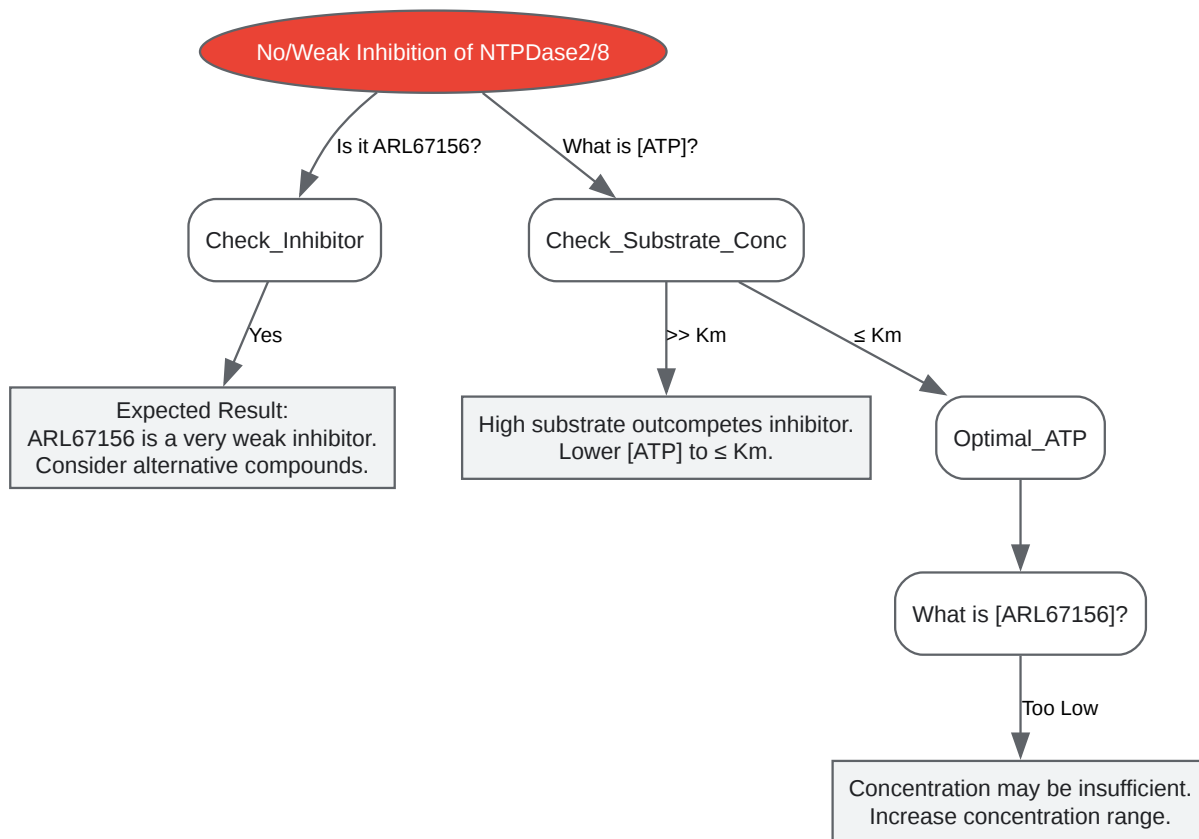 No/Weak Inhibition of NTPDase2/8
Is it ARL67156?
What is [ATP]?
Check_Inhibitor
Check_Substrate_Conc
Yes
>> Km
≤ Km
Expected Result:
ARL67156 is a very weak inhibitor.
Consider alternative compounds.
High substrate outcompetes inhibitor.
Lower [ATP] to ≤ Km.
Optimal_ATP
What is [ARL67156]?
Too Low
Concentration may be insufficient.
Increase concentration range.